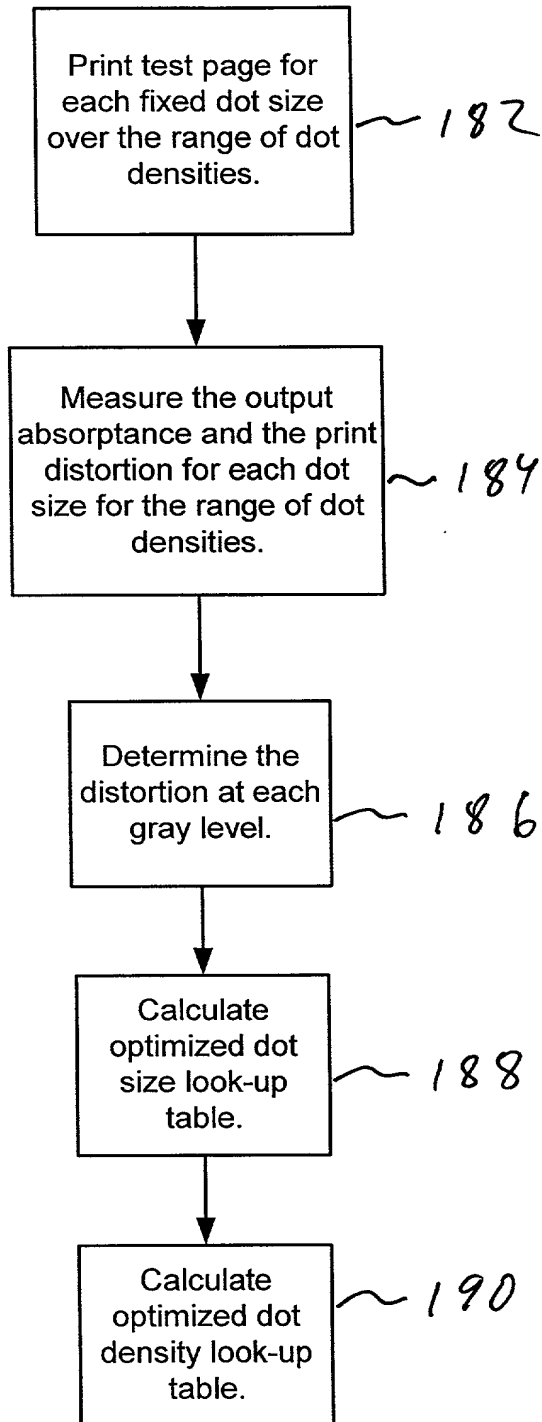 Print test page for
each fixed dot size
over the range of dot
densities.
182
Measure the output
absorptance and the print
distortion for each dot
size for the range of dot
densities.
184
Determine the
distortion at each
gray level.
186
Calculate
optimized dot
size look-up
table.
188
Calculate
optimized dot
density look-up
table.
190